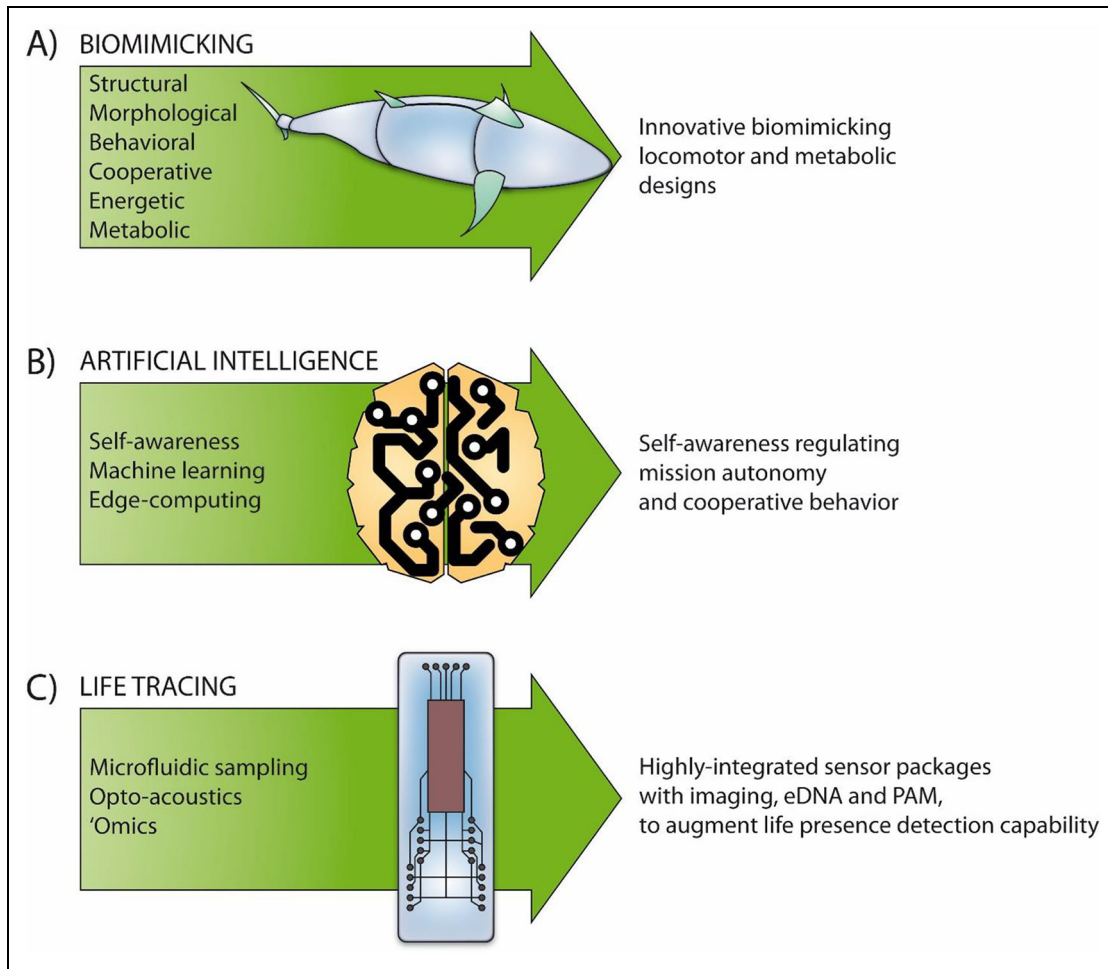 A) BIOMIMICKING
Structural
Morphological
Behavioral
Cooperative
Energetic
Metabolic
Innovative biomimicking
locomotor and metabolic
designs
B) ARTIFICIAL INTELLIGENCE
Self-awareness
Machine learning
Edge-computing
Self-awareness regulating
mission autonomy
and cooperative behavior
C) LIFE TRACING
Microfluidic sampling
Opto-acoustics
‘Omics
Highly-integrated sensor packages
with imaging, eDNA and PAM,
to augment life presence detection capability